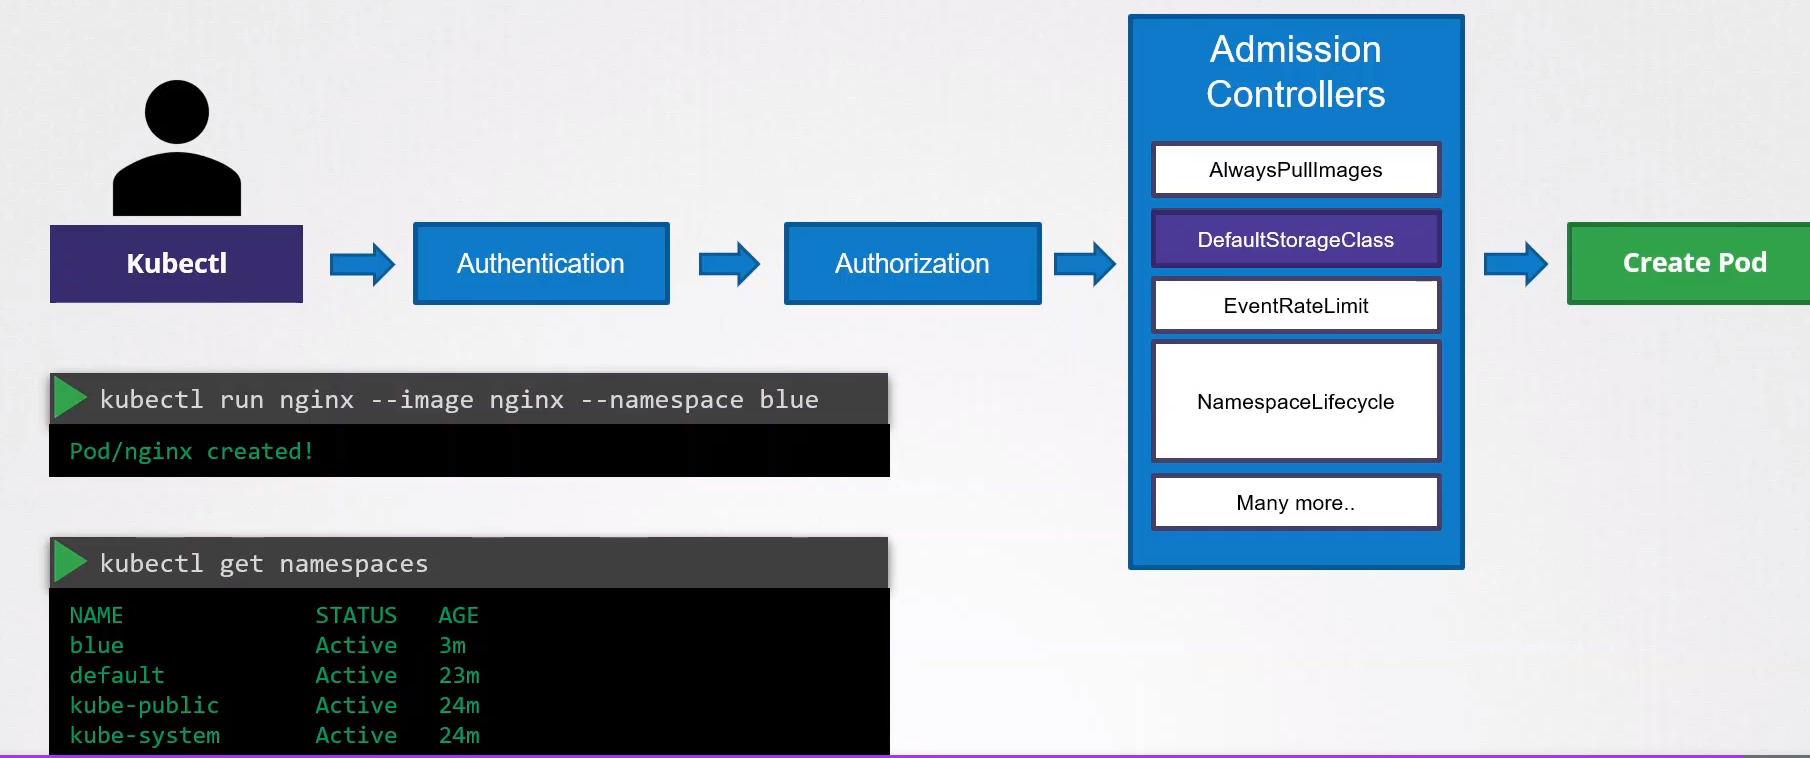 Kubectl
Authentication
Authorization
Admission
Controllers
AlwaysPullImages
DefaultStorageClass
EventRateLimit
NamespaceLifecycle
Many more..
Create Pod
kubectl run nginx --image nginx --namespace blue
Pod/nginx created!
kubectl get namespaces
NAME STATUS AGE
blue Active 3m
default Active 23m
kube-public Active 24m
kube-system Active 24m